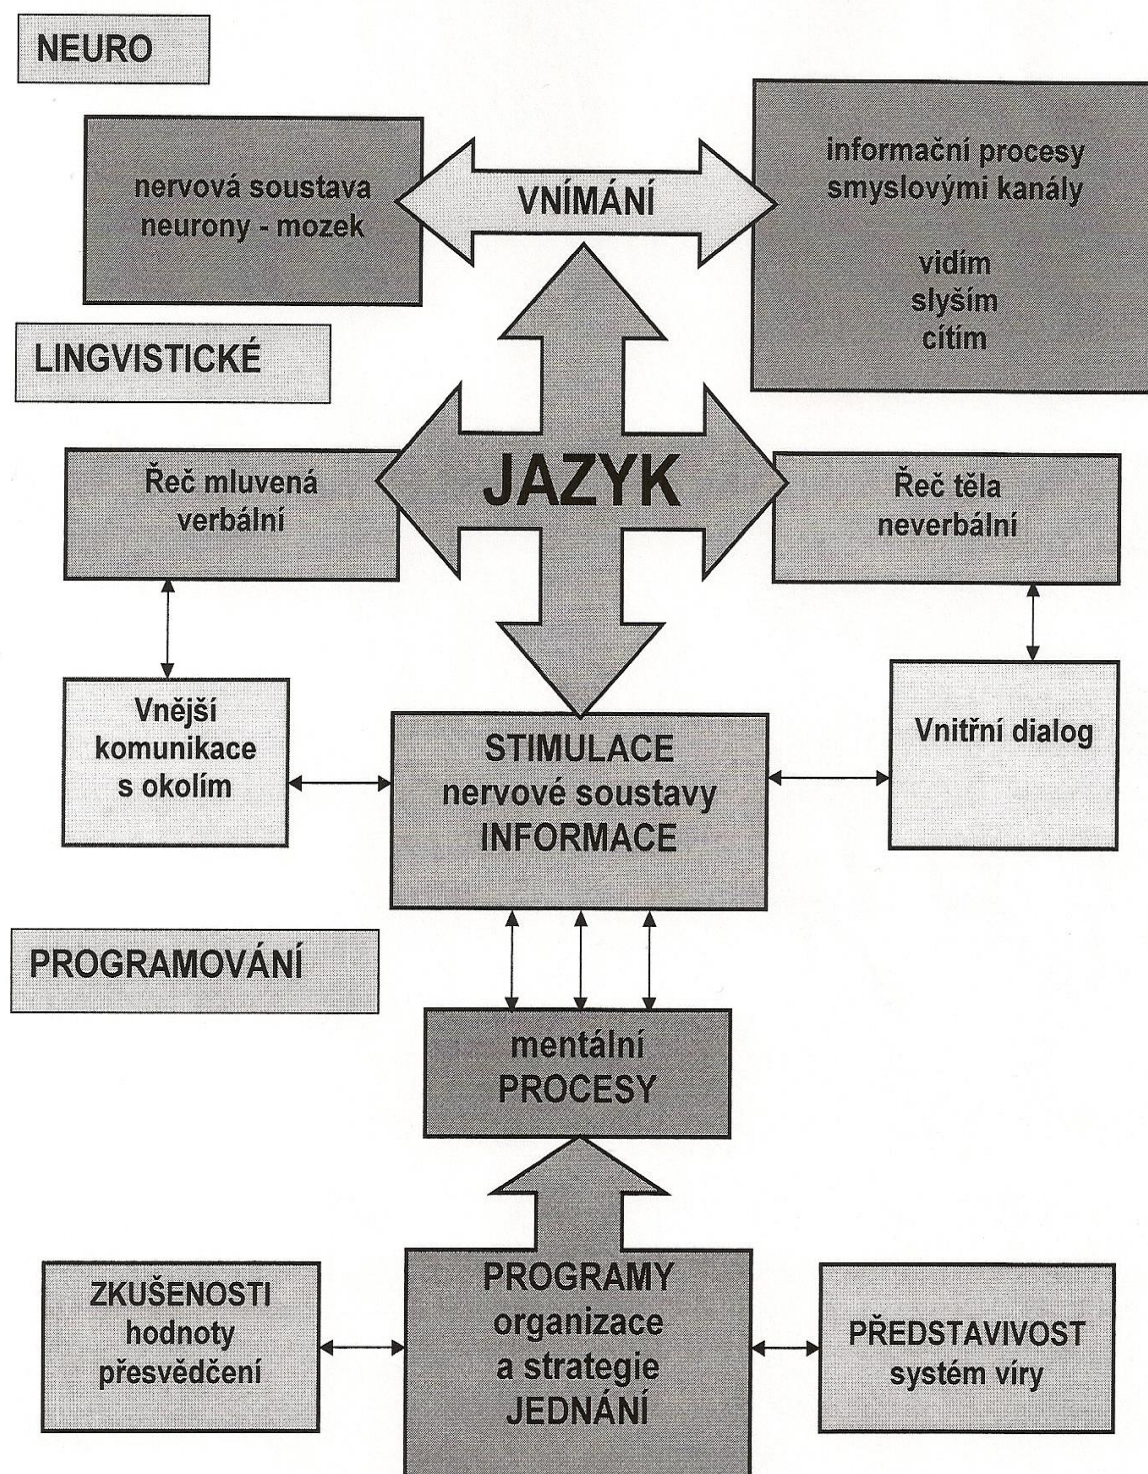 NEURO
nervová soustava
neurony - mozek
VNÍMÁNÍ
informační procesy
smyslovými kanály
vidím
slyším
cítím
LINGVISTICKÉ
Řeč mluvená
verbální
JAZYK
Řeč těla
neverbální
Vnější
komunikace
s okolím
STIMULACE
nervové soustavy
INFORMACE
Vnitřní dialog
PROGRAMOVÁNÍ
mentální
PROCESY
ZKUŠENOSTI
hodnoty
přesvědčení
PROGRAMY
organizace
a strategie
JEDNÁNÍ
PŘEDSTAVIVOST
systém víry